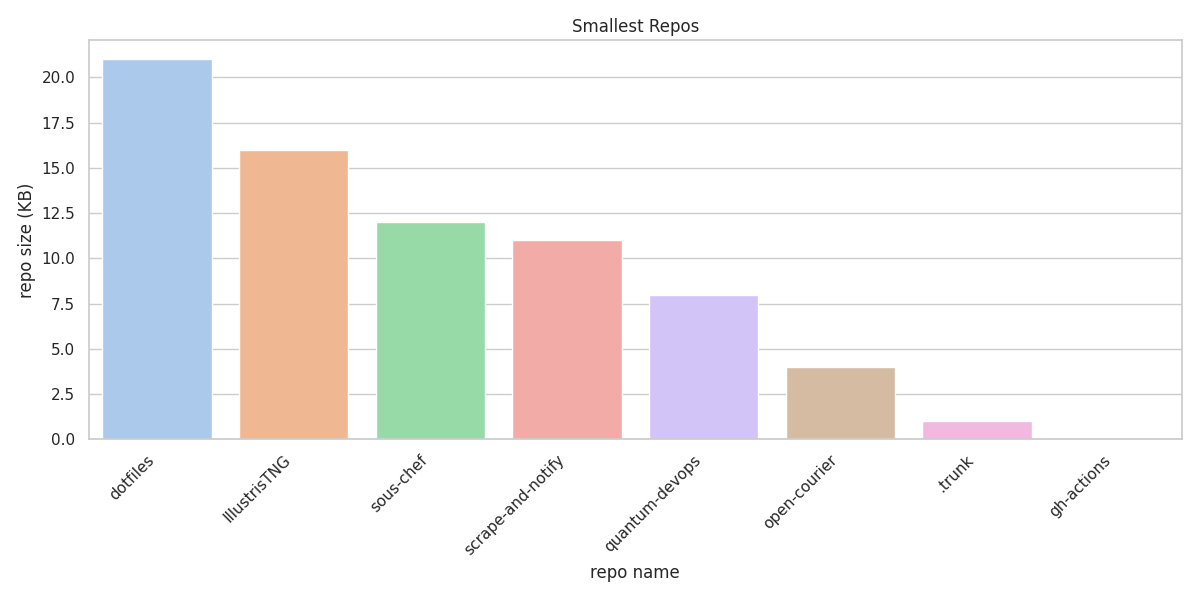 Smallest Repos
20.0
17.5
15.0
12.5
10.0
7.5
5.0
2.5
0.0
repo size (KB)
dotfiles
IllustrisTNG
sous-chef
scrape-and-notify
quantum-devops
open-courier
.trunk
gh-actions
repo name